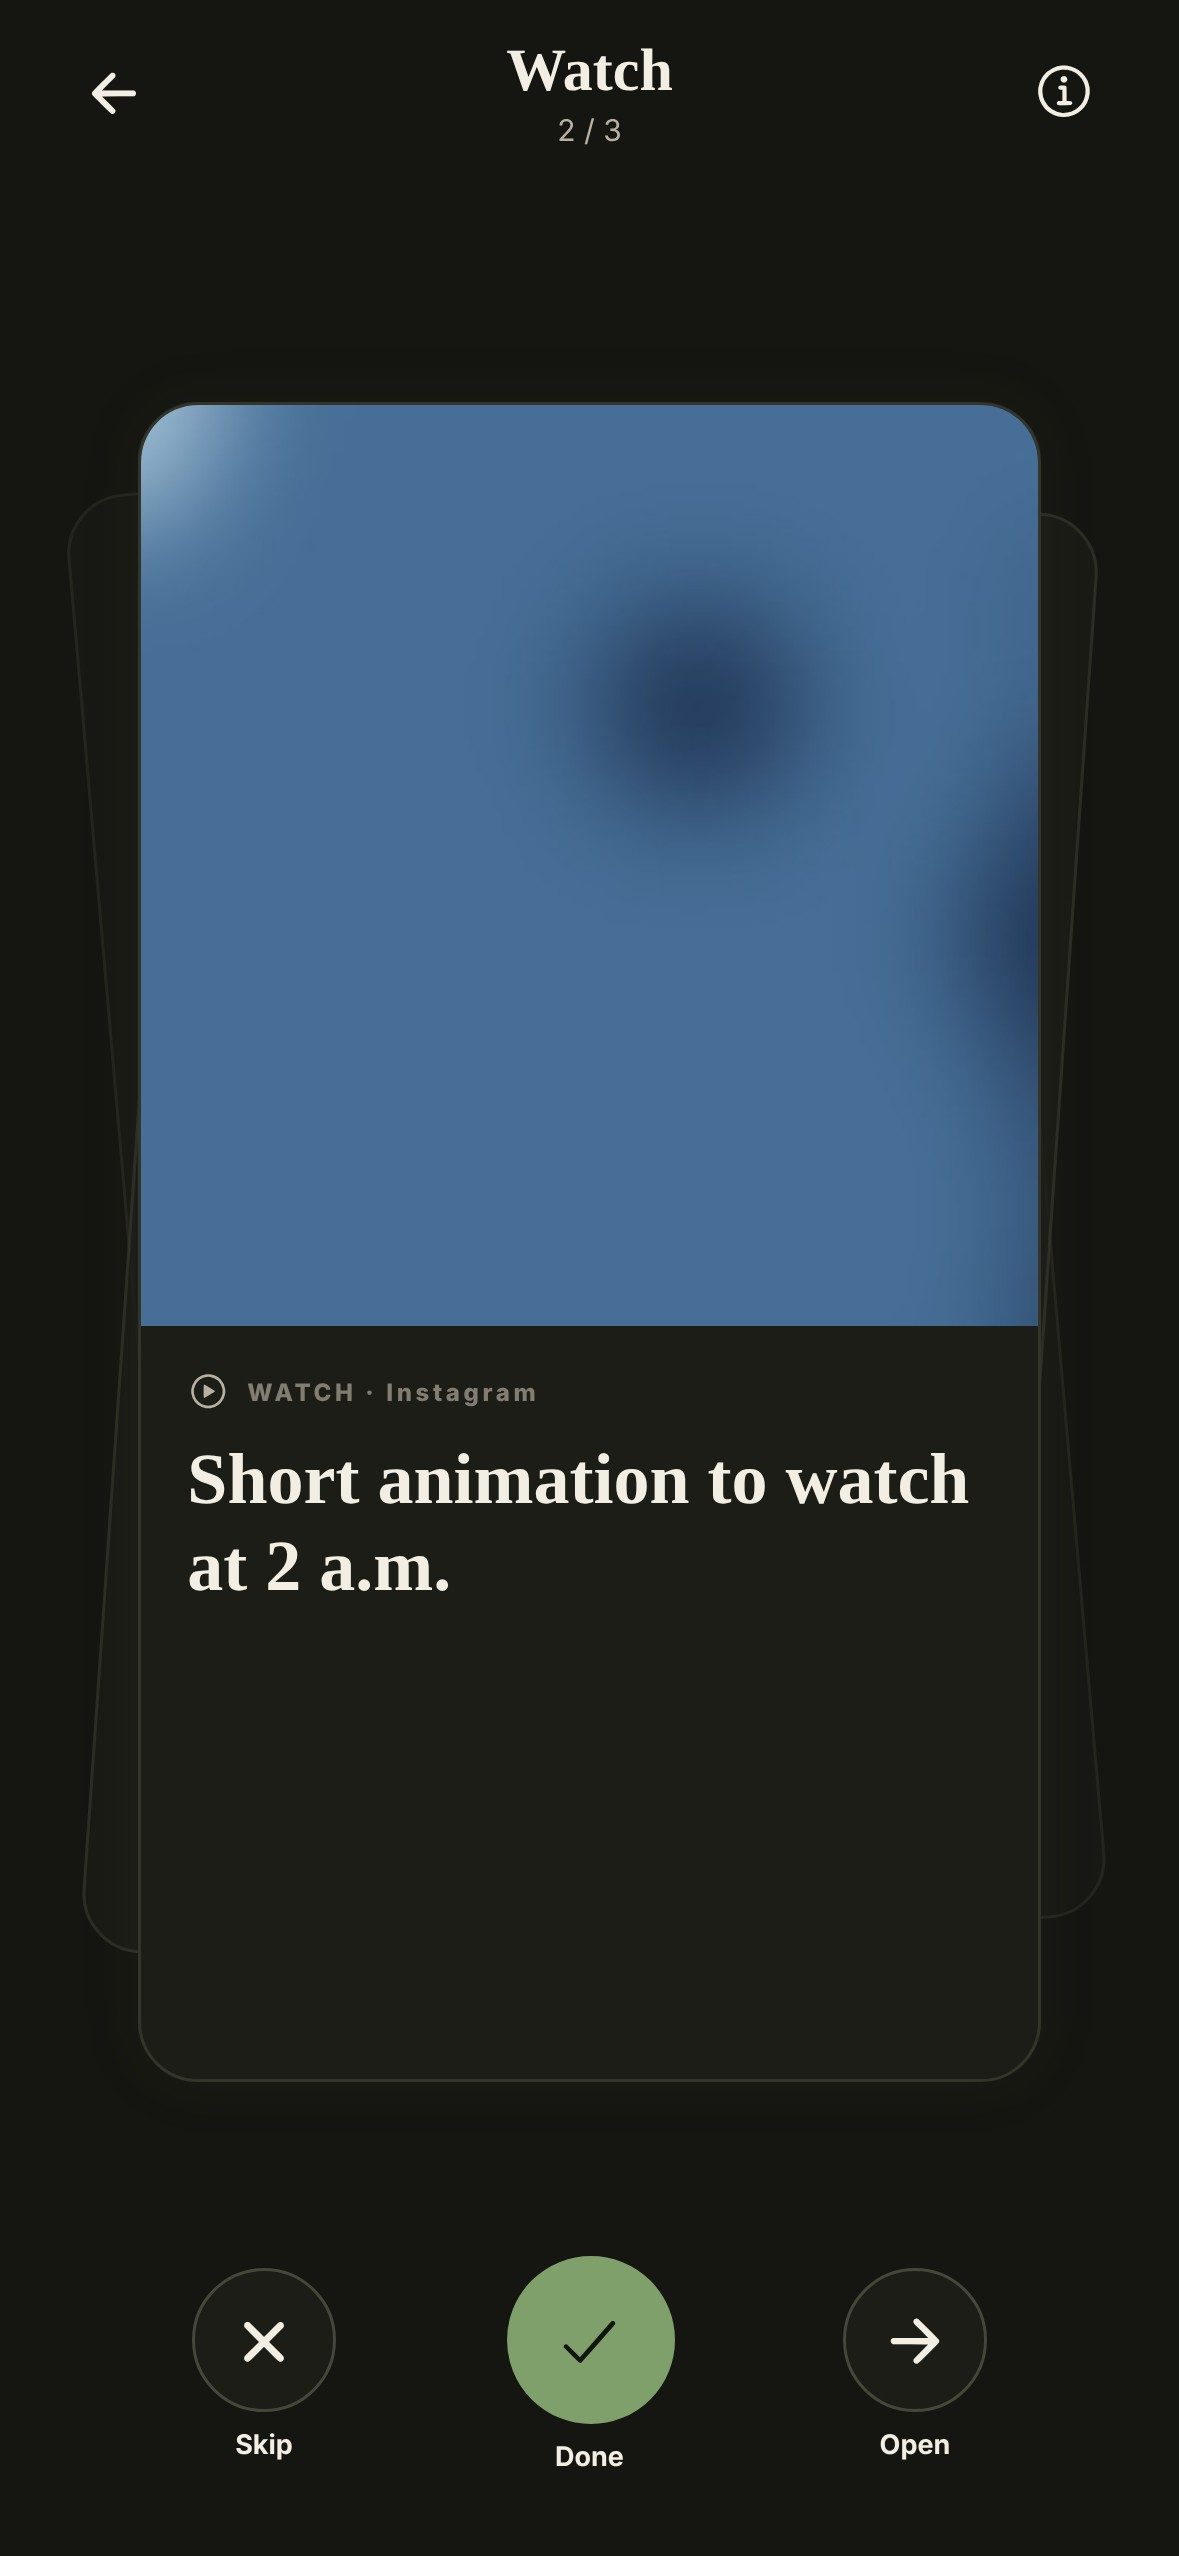 Watch
2 / 3
WATCH · Instagram
Short animation to watch
at 2 a.m.
Skip
Done
Open